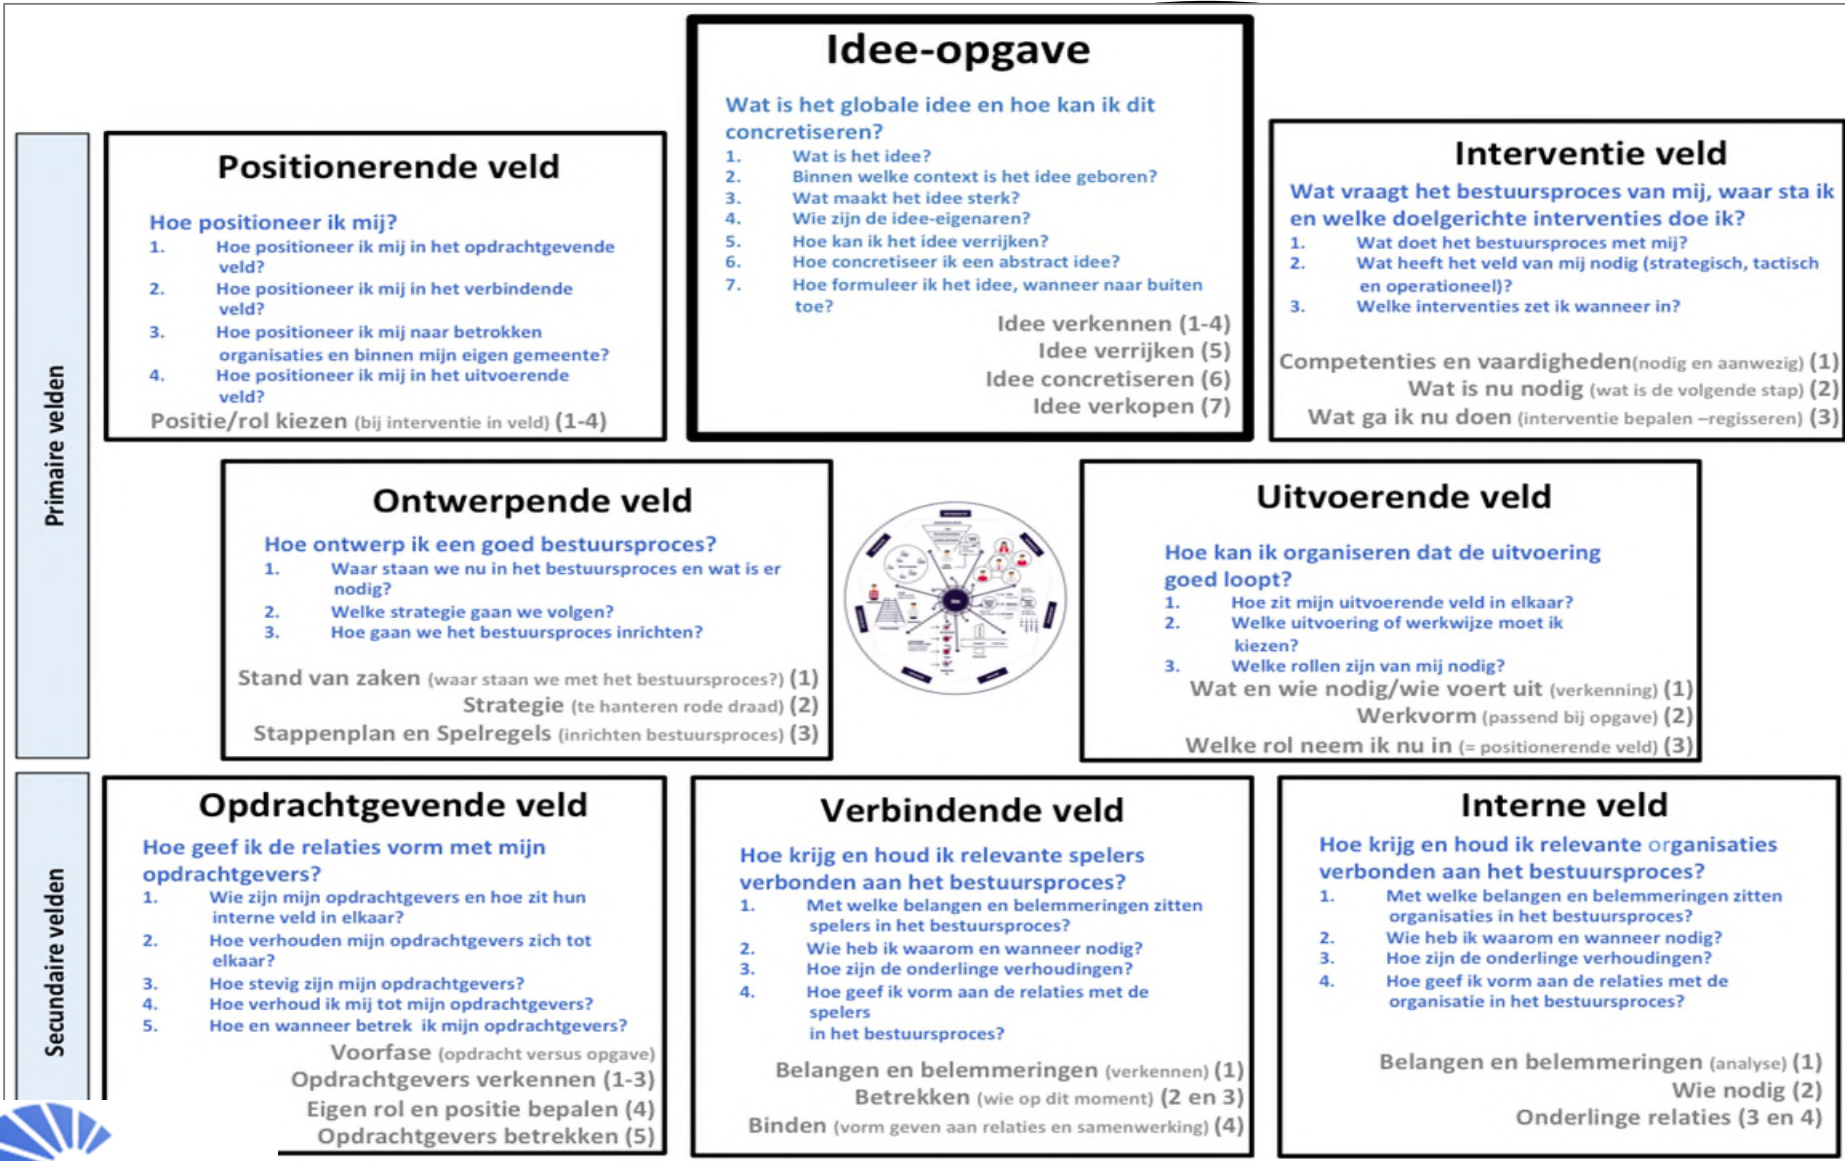 Idee-opgave
Wat is het globale idee en hoe kan ik dit
concretiseren?
1. Wat is het idee?
2. Binnen welke context is het idee geboren?
3. Wat maakt het idee sterk?
4. Wie zijn de idee-eigenaren?
5. Hoe kan ik het idee verrijken?
6. Hoe concretiseer ik een abstract idee?
7. Hoe formuleer ik het idee, wanneer naar buiten
toe?
Idee verkennen (1-4)
Idee verrijken (5)
Idee concretiseren (6)
Idee verkopen (7)
Primaire velden
Positionerende veld
Hoe positioneer ik mij?
1. Hoe positioneer ik mij in het opdrachtgevende
veld?
2. Hoe positioneer ik mij in het verbindende
veld?
3. Hoe positioneer ik mij naar betrokken
organisaties en binnen mijn eigen gemeente?
4. Hoe positioneer ik mij in het uitvoerende
veld?
Positie/rol kiezen (bij interventie in veld) (1-4)
Interventie veld
Wat vraagt het bestuursproces van mij, waar sta ik
en welke doelgerichte interventies doe ik?
1. Wat doet het bestuursproces met mij?
2. Wat heeft het veld van mij nodig (strategisch, tactisch
en operationeel)?
3. Welke interventies zet ik wanneer in?
Competenties en vaardigheden(nodig en aanwezig) (1)
Wat is nu nodig (wat is de volgende stap) (2)
Wat ga ik nu doen (interventie bepalen –regisseren) (3)
Ontwerpende veld
Hoe ontwerp ik een goed bestuursproces?
1. Waar staan we nu in het bestuursproces en wat is er
nodig?
2. Welke strategie gaan we volgen?
3. Hoe gaan we het bestuursproces inrichten?
Stand van zaken (waar staan we met het bestuursproces?) (1)
Strategie (te hanteren rode draad) (2)
Stappenplan en Spelregels (inrichten bestuursproces) (3)
Uitvoerende veld
Hoe kan ik organiseren dat de uitvoering
goed loopt?
1. Hoe zit mijn uitvoerende veld in elkaar?
2. Welke uitvoering of werkwijze moet ik
kiezen?
3. Welke rollen zijn van mij nodig?
Wat en wie nodig/wie voert uit (verkenning) (1)
Werkvorm (passend bij opgave) (2)
Welke rol neem ik nu in (= positionerende veld) (3)
Secundaire velden
Opdrachtgevende veld
Hoe geef ik de relaties vorm met mijn
opdrachtgevers?
1. Wie zijn mijn opdrachtgevers en hoe zit hun
interne veld in elkaar?
2. Hoe verhouden mijn opdrachtgevers zich tot
elkaar?
3. Hoe stevig zijn mijn opdrachtgevers?
4. Hoe verhoud ik mij tot mijn opdrachtgevers?
5. Hoe en wanneer betrek ik mijn opdrachtgevers?
Voorfase (opdracht versus opgave)
Opdrachtgevers verkennen (1-3)
Eigen rol en positie bepalen (4)
Opdrachtgevers betrekken (5)
Verbindende veld
Hoe krijg en houd ik relevante spelers
verbonden aan het bestuursproces?
1. Met welke belangen en belemmeringen zitten
spelers in het bestuursproces?
2. Wie heb ik waarom en wanneer nodig?
3. Hoe zijn de onderlinge verhoudingen?
4. Hoe geef ik vorm aan de relaties met de
spelers
in het bestuursproces?
Belangen en belemmeringen (verkennen) (1)
Betrekken (wie op dit moment) (2 en 3)
Binden (vorm geven aan relaties en samenwerking) (4)
Interne veld
Hoe krijg en houd ik relevante organisaties
verbonden aan het bestuursproces?
1. Met welke belangen en belemmeringen zitten
organisaties in het bestuursproces?
2. Wie heb ik waarom en wanneer nodig?
3. Hoe zijn de onderlinge verhoudingen?
4. Hoe geef ik vorm aan de relaties met de
organisatie in het bestuursproces?
Belangen en belemmeringen (analyse) (1)
Wie nodig (2)
Onderlinge relaties (3 en 4)